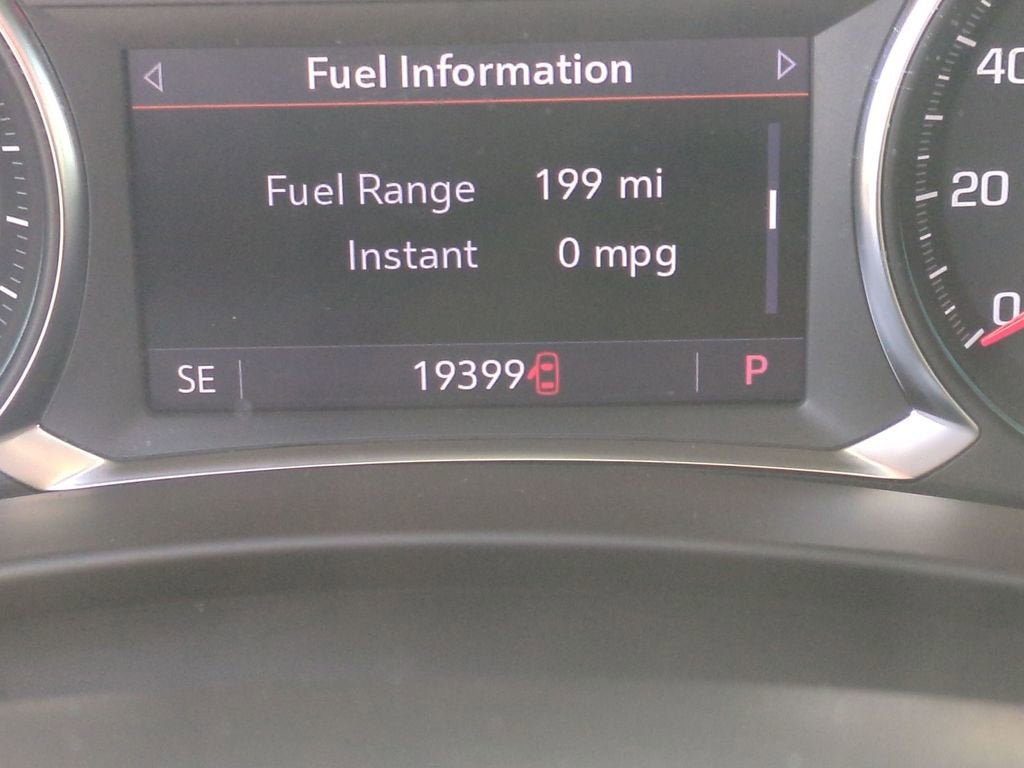 Fuel Information
Fuel Range 199 mi
Instant 0 mpg
SE 19399 P
40
20
0